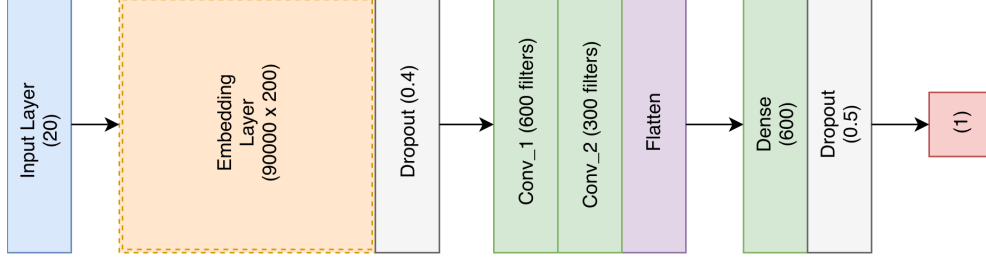 Input Layer
(20)
Embedding
Layer
(90000 x 200)
Dropout (0.4)
Conv_1 (600 filters)
Conv_2 (300 filters)
Flatten
Dense
(600)
Dropout
(0.5)
(1)